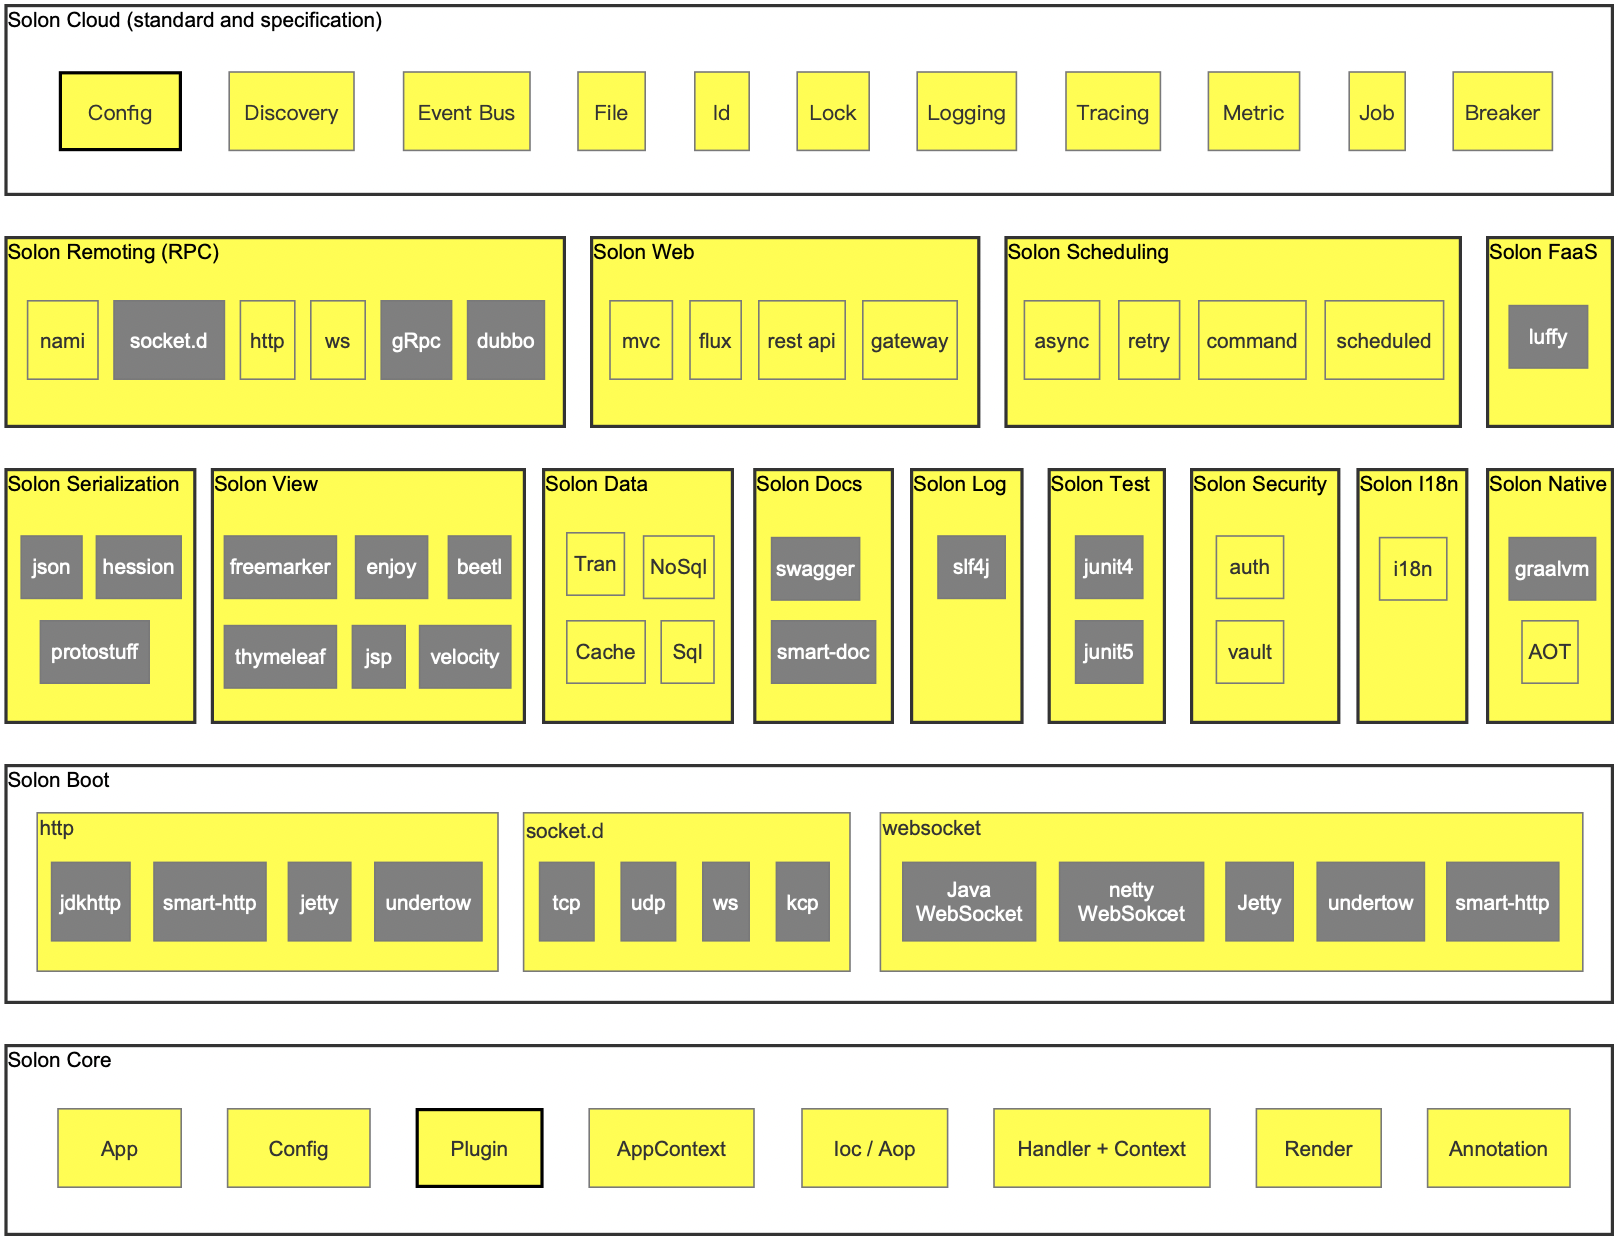 Solon Cloud (standard and specification)
Config
Discovery
Event Bus
File
Id
Lock
Logging
Tracing
Metric
Job
Breaker
Solon Remoting (RPC)
nami
socket.d
http
ws
gRpc
dubbo
Solon Web
mvc
flux
rest api
gateway
Solon Scheduling
async
retry
command
scheduled
Solon FaaS
luffy
Solon Serialization
json
hession
protostuff
Solon View
freemarker
enjoy
beetl
thymeleaf
jsp
velocity
Solon Data
Tran
NoSql
Cache
Sql
Solon Docs
swagger
smart-doc
Solon Log
slf4j
Solon Test
junit4
junit5
Solon Security
auth
vault
Solon I18n
i18n
Solon Native
graalvm
AOT
Solon Boot
http
jdkhttp
smart-http
jetty
undertow
socket.d
tcp
udp
ws
kcp
websocket
Java
WebSocket
netty
WebSokcet
Jetty
undertow
smart-http
Solon Core
App
Config
Plugin
AppContext
Ioc / Aop
Handler + Context
Render
Annotation